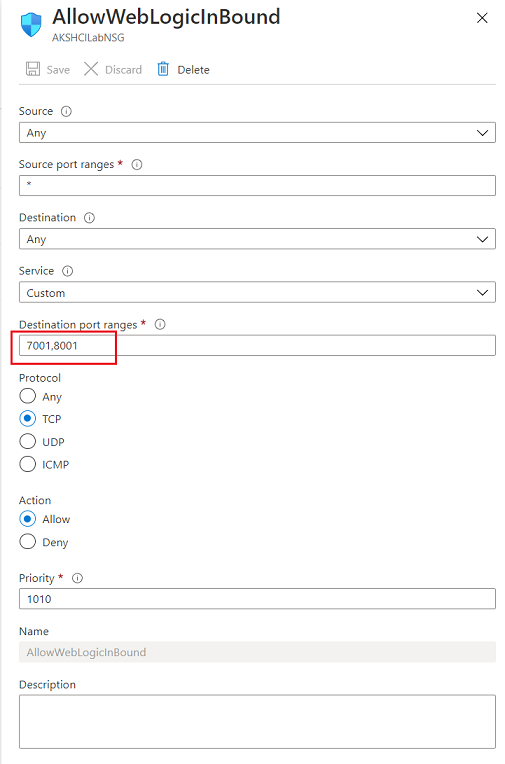 AllowWebLogicInBound
AKSHCILabNSG
Save Discard Delete
Source
Any
Source port ranges *
*
Destination
Any
Service
Custom
Destination port ranges *
7001,8001
Protocol
Any
TCP
UDP
ICMP
Action
Allow
Deny
Priority *
1010
Name
AllowWebLogicInBound
Description